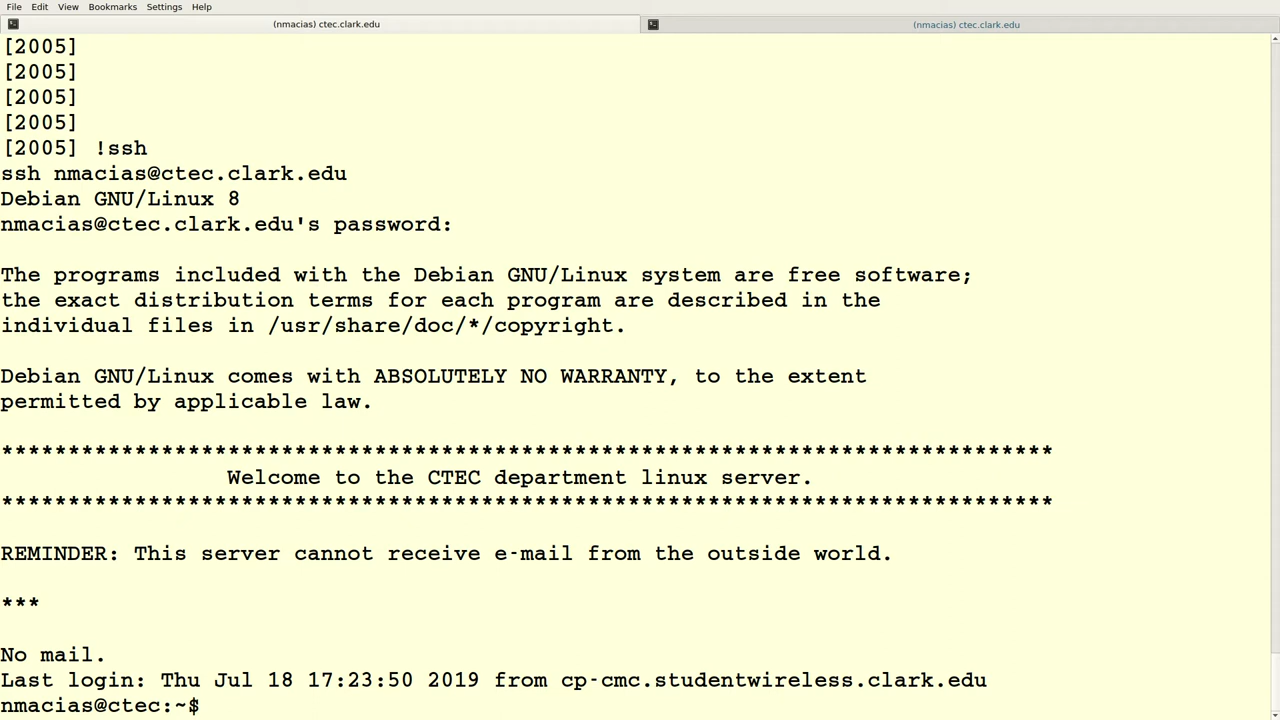 File Edit View Bookmarks Settings Help
(nmacias) ctec.clark.edu (nmacias) ctec.clark.edu
[2005]
[2005]
[2005]
[2005]
[2005] !ssh
ssh nmacias@ctec.clark.edu
Debian GNU/Linux 8
nmacias@ctec.clark.edu's password:
The programs included with the Debian GNU/Linux system are free software;
the exact distribution terms for each program are described in the
individual files in /usr/share/doc/*/copyright.
Debian GNU/Linux comes with ABSOLUTELY NO WARRANTY, to the extent
permitted by applicable law.
*******************************************************************************
Welcome to the CTEC department linux server.
*******************************************************************************
REMINDER: This server cannot receive e-mail from the outside world.
***
No mail.
Last login: Thu Jul 18 17:23:50 2019 from cp-cmc.studentwireless.clark.edu
nmacias@ctec:~$